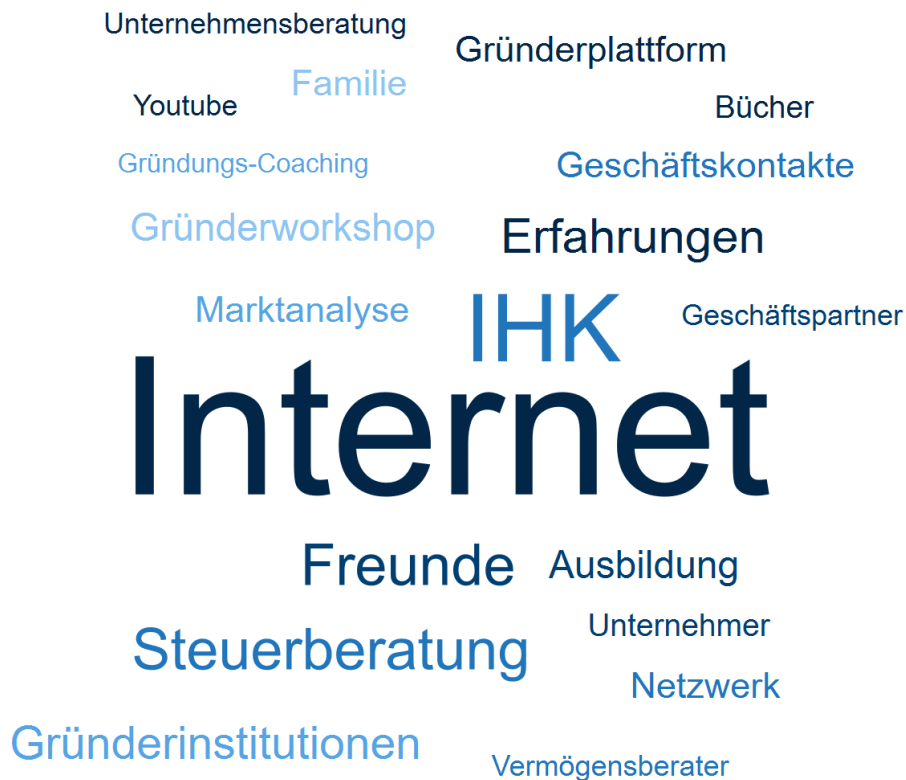 Unternehmensberatung
Gründerplattform
Familie
Youtube
Bücher
Gründungs-Coaching
Geschäftskontakte
Gründerworkshop
Erfahrungen
Marktanalyse
IHK
Geschäftspartner
Internet
Freunde
Ausbildung
Unternehmer
Steuerberatung
Netzwerk
Gründerinstitutionen
Vermögensberater